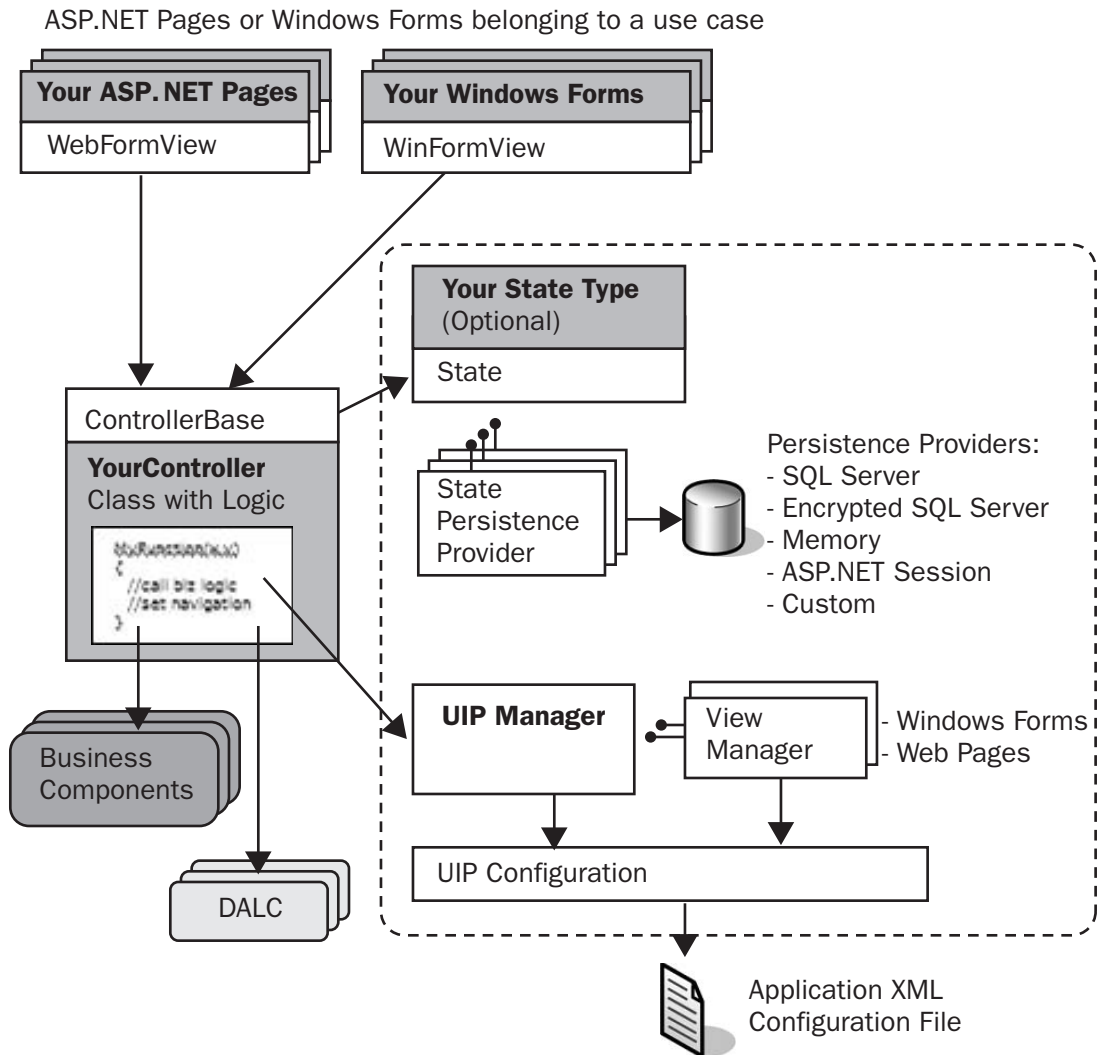 ASP.NET Pages or Windows Forms belonging to a use case
Your ASP.NET Pages
WebFormView
Your Windows Forms
WinFormView
Your State Type
(Optional)
State
ControllerBase
YourController
Class with Logic
{
//call biz logic
//set navigation
}
State
Persistence
Provider
Persistence Providers:
- SQL Server
- Encrypted SQL Server
- Memory
- ASP.NET Session
- Custom
UIP Manager
View
Manager
- Windows Forms
- Web Pages
Business
Components
UIP Configuration
DALC
Application XML
Configuration File